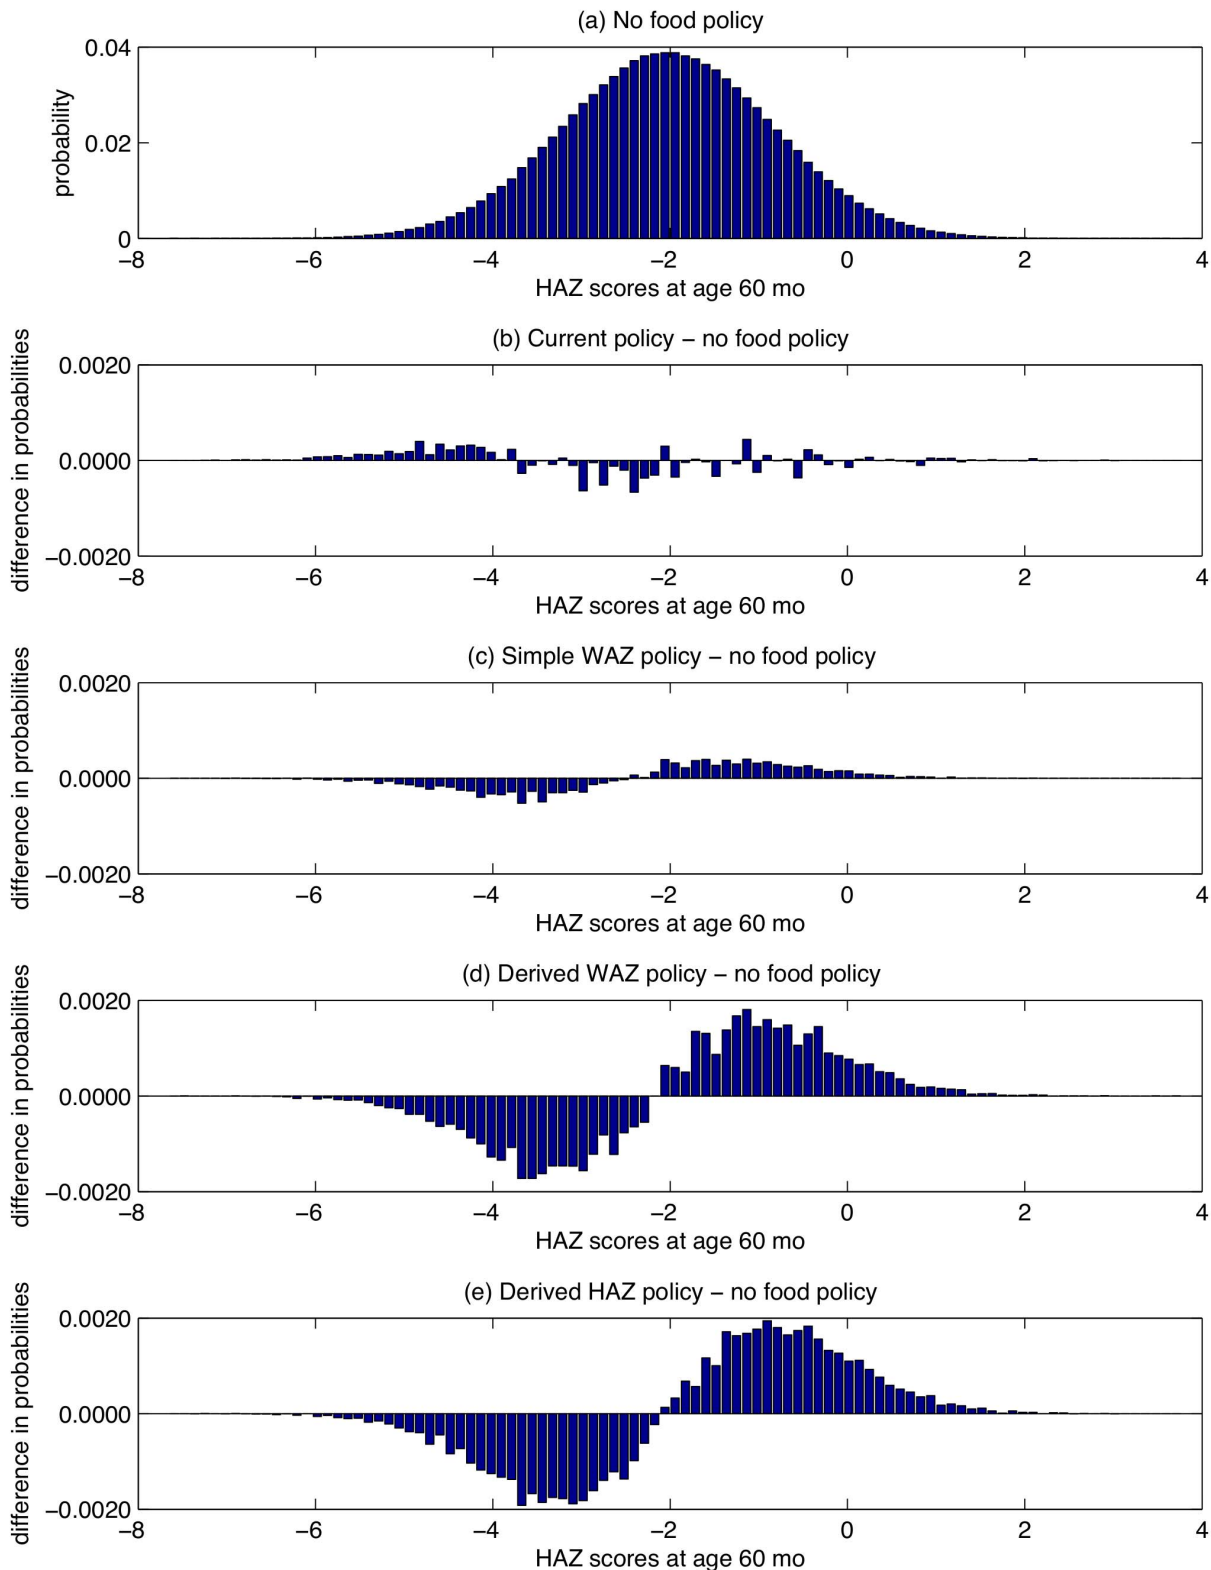 (a) No food policy
0.04
0.02
0
probability
−8 −6 −4 −2 0 2 4
HAZ scores at age 60 mo
(b) Current policy − no food policy
0.0020
0.0000
−0.0020
difference in probabilities
−8 −6 −4 −2 0 2 4
HAZ scores at age 60 mo
(c) Simple WAZ policy − no food policy
0.0020
0.0000
−0.0020
difference in probabilities
−8 −6 −4 −2 0 2 4
HAZ scores at age 60 mo
(d) Derived WAZ policy − no food policy
0.0020
0.0000
−0.0020
difference in probabilities
−8 −6 −4 −2 0 2 4
HAZ scores at age 60 mo
(e) Derived HAZ policy − no food policy
0.0020
0.0000
−0.0020
difference in probabilities
−8 −6 −4 −2 0 2 4
HAZ scores at age 60 mo